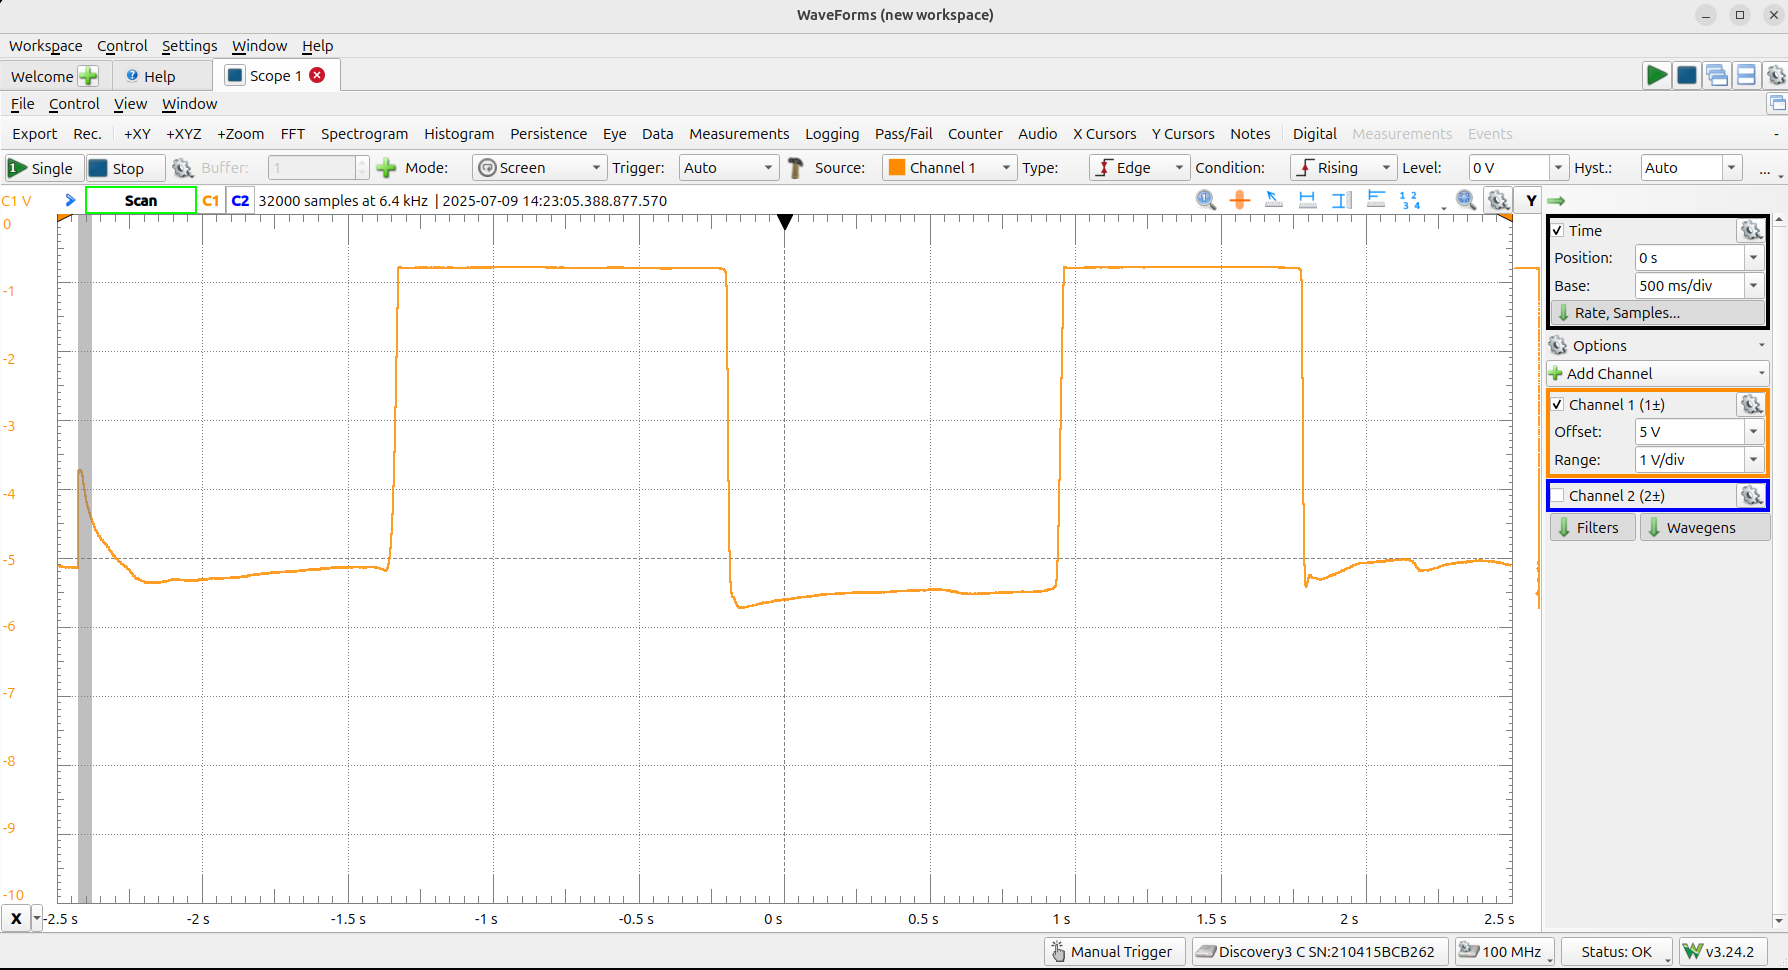 WaveForms (new workspace)
Workspace Control Settings Window Help
Welcome Help Scope 1
File Control View Window
Export Rec. +XY +XYZ +Zoom FFT Spectrogram Histogram Persistence Eye Data Measurements Logging Pass/Fail Counter Audio X Cursors Y Cursors Notes Digital Measurements Events
1 Single Stop Buffer: 1 Mode: Screen Trigger: Auto Source: Channel 1 Type: Edge Condition: Rising Level: 0 V Hyst.: Auto ...
C1 V Scan C1 C2 32000 samples at 6.4 kHz | 2025-07-09 14:23:05.388.877.570 1 2 3 4 Y
0
-1
-2
-3
-4
-5
-6
-7
-8
-9
-10
X -2.5 s -2 s -1.5 s -1 s -0.5 s 0 s 0.5 s 1 s 1.5 s 2 s 2.5 s
Time
Position: 0 s
Base: 500 ms/div
Rate, Samples...
Options
Add Channel
Channel 1 (1±)
Offset: 5 V
Range: 1 V/div
Channel 2 (2±)
Filters Wavegens
Manual Trigger Discovery3 C SN:210415BCB262 100 MHz Status: OK W v3.24.2